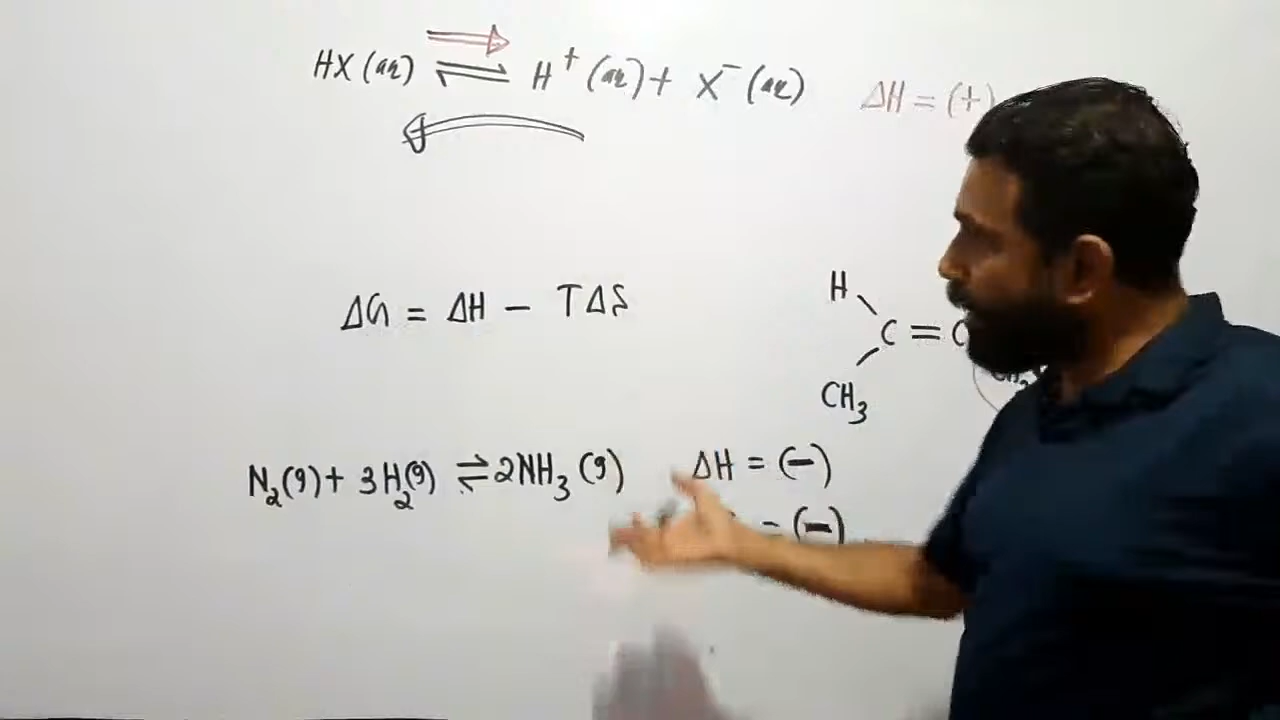 HX (aq) ⇌ H⁺ (aq) + X⁻ (aq) ΔH = (+)
ΔG = ΔH − TΔS
H
C = C
CH₃
N₂(g) + 3H₂(g) ⇌ 2NH₃ (g) ΔH = (−)
= (−)